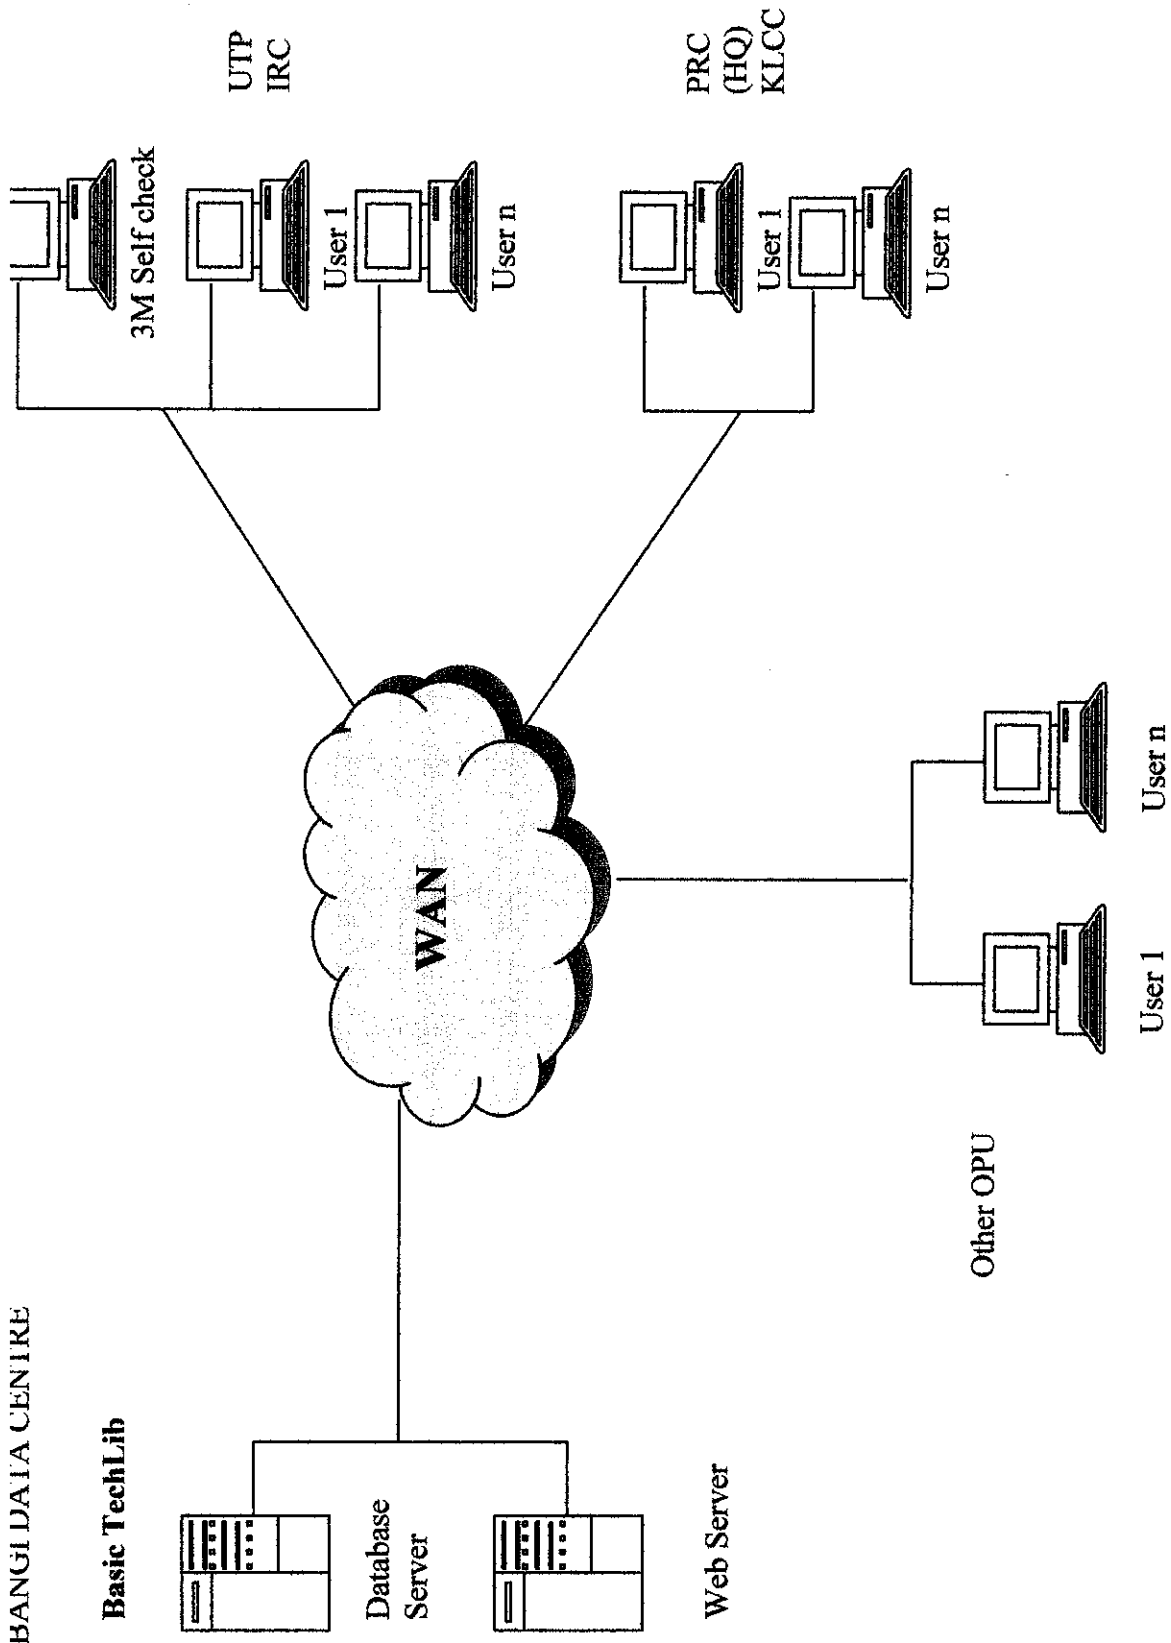 BANGI DATA CENTRE
Basic TechLib
Database
Server
Web Server
WAN
3M Self check
User 1
User n
UTP
IRC
User 1
User n
PRC
(HQ)
KLCC
Other OPU
User 1
User n